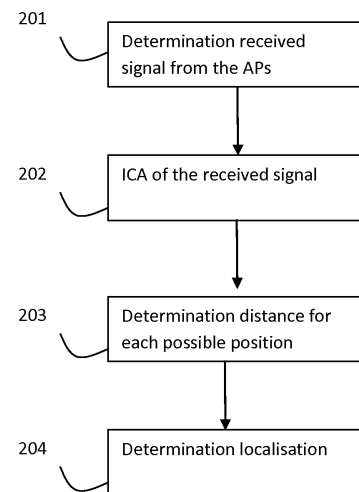 201
Determination received
signal from the APs
202
ICA of the received signal
203
Determination distance for
each possible position
204
Determination localisation